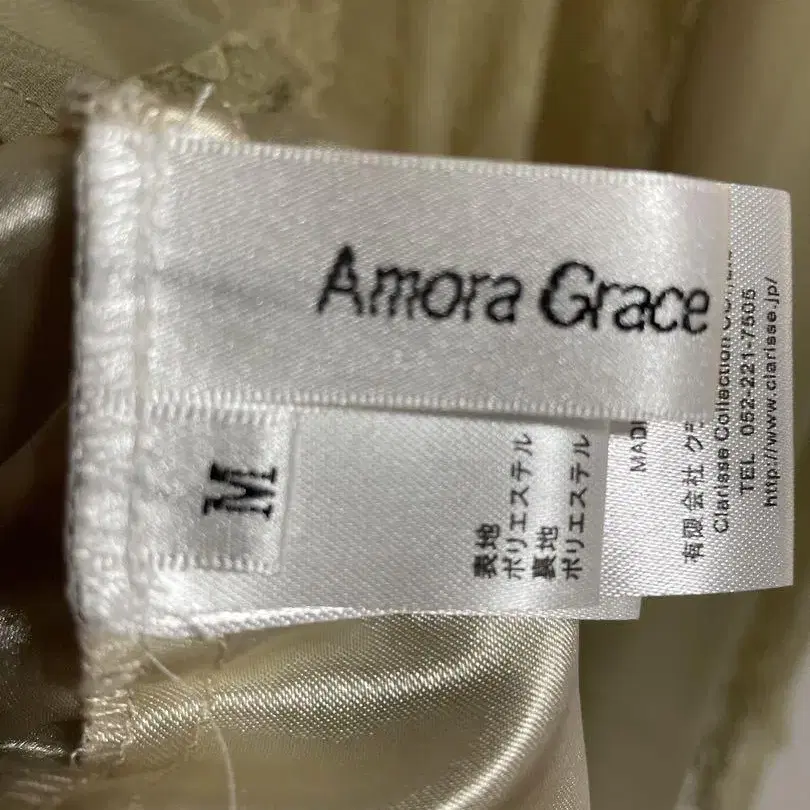 Amora Grace
M
表地
ポリエステル
裏地
ポリエステル
MADE
有限会社 クラ
Clarisse Collection
TEL 052-221-7505
http://www.clarisse.jp/